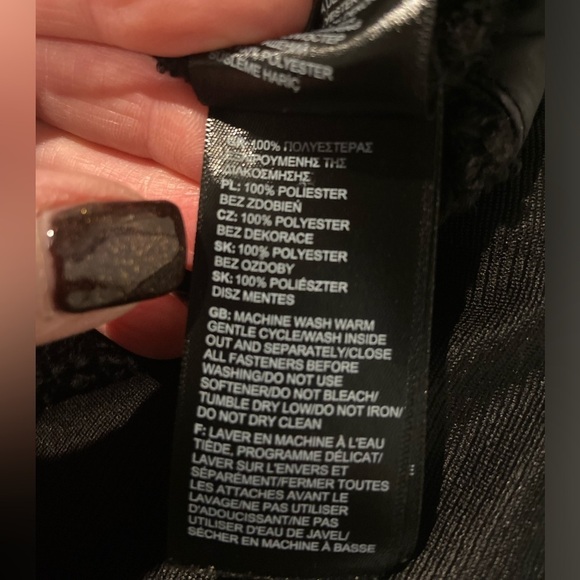 POLYESTER
HARİÇ
100% ΠΟΛΥΕΣΤΕΡΑΣ
ΤΗΣ
ΔΙΑΚΟΣΜΗΣΗΣ
PL: 100% POLIESTER
BEZ ZDOBIEŃ
CZ: 100% POLYESTER
BEZ DEKORACE
SK: 100% POLYESTER
BEZ OZDOBY
SK: 100% POLIÉSZTER
DISZ MENTES
GB: MACHINE WASH WARM
GENTLE CYCLE/WASH INSIDE
OUT AND SEPARATELY/CLOSE
ALL FASTENERS BEFORE
WASHING/DO NOT USE
SOFTENER/DO NOT BLEACH/
TUMBLE DRY LOW/DO NOT IRON/
DO NOT DRY CLEAN
F: LAVER EN MACHINE À L'EAU
TIÈDE, PROGRAMME DÉLICAT/
LAVER SUR L'ENVERS ET
SÉPARÉMENT/FERMER TOUTES
LES ATTACHES AVANT LE
LAVAGE/NE PAS UTILISER
D'ADOUCISSANT/NE PAS
UTILISER D'EAU DE JAVEL/
SÉCHER EN MACHINE À BASSE